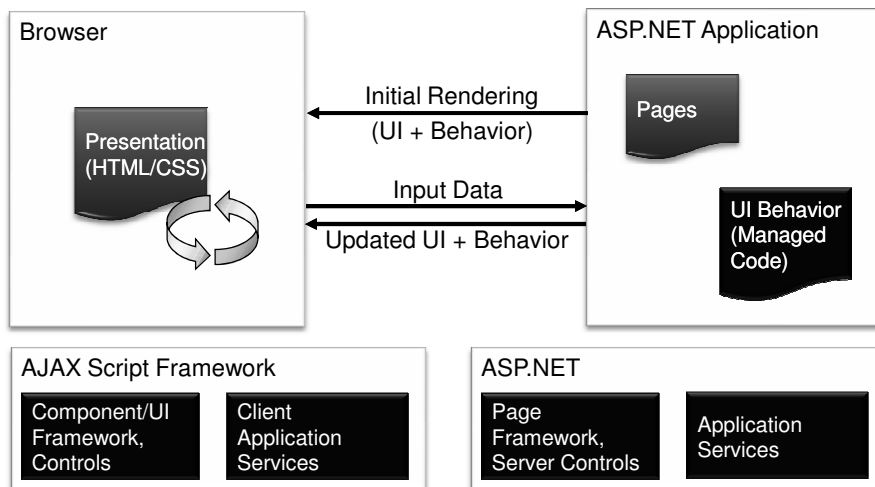 Browser
Presentation
(HTML/CSS)
Initial Rendering
(UI + Behavior)
Input Data
Updated UI + Behavior
ASP.NET Application
Pages
UI Behavior
(Managed
Code)
AJAX Script Framework
Component/UI
Framework,
Controls
Client
Application
Services
ASP.NET
Page
Framework,
Server Controls
Application
Services